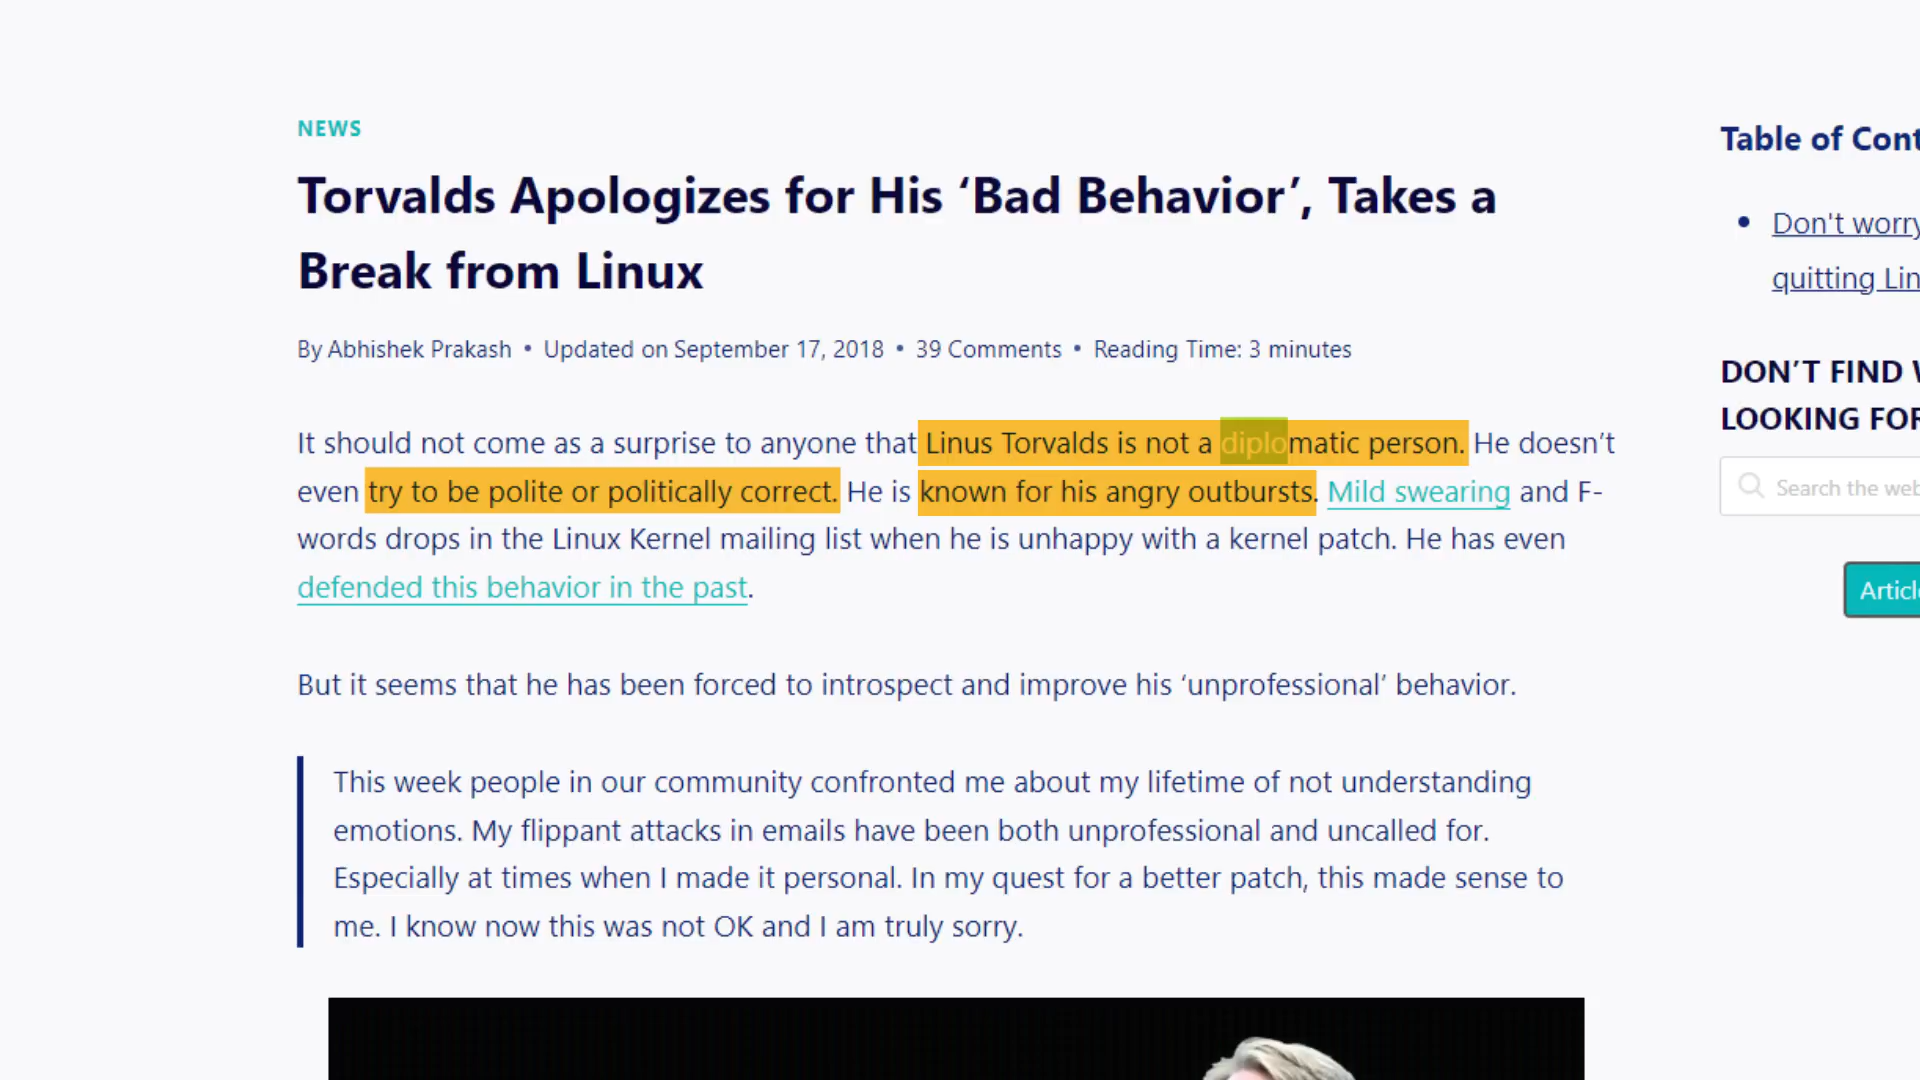 NEWS
Torvalds Apologizes for His ‘Bad Behavior’, Takes a
Break from Linux
By Abhishek Prakash • Updated on September 17, 2018 • 39 Comments • Reading Time: 3 minutes
It should not come as a surprise to anyone that Linus Torvalds is not a diplomatic person. He doesn’t
even try to be polite or politically correct. He is known for his angry outbursts. Mild swearing and F-
words drops in the Linux Kernel mailing list when he is unhappy with a kernel patch. He has even
defended this behavior in the past.
But it seems that he has been forced to introspect and improve his ‘unprofessional’ behavior.
This week people in our community confronted me about my lifetime of not understanding
emotions. My flippant attacks in emails have been both unprofessional and uncalled for.
Especially at times when I made it personal. In my quest for a better patch, this made sense to
me. I know now this was not OK and I am truly sorry.
Table of Cont
• Don't worry
quitting Lin
DON’T FIND
LOOKING FOR
Search the web
Article